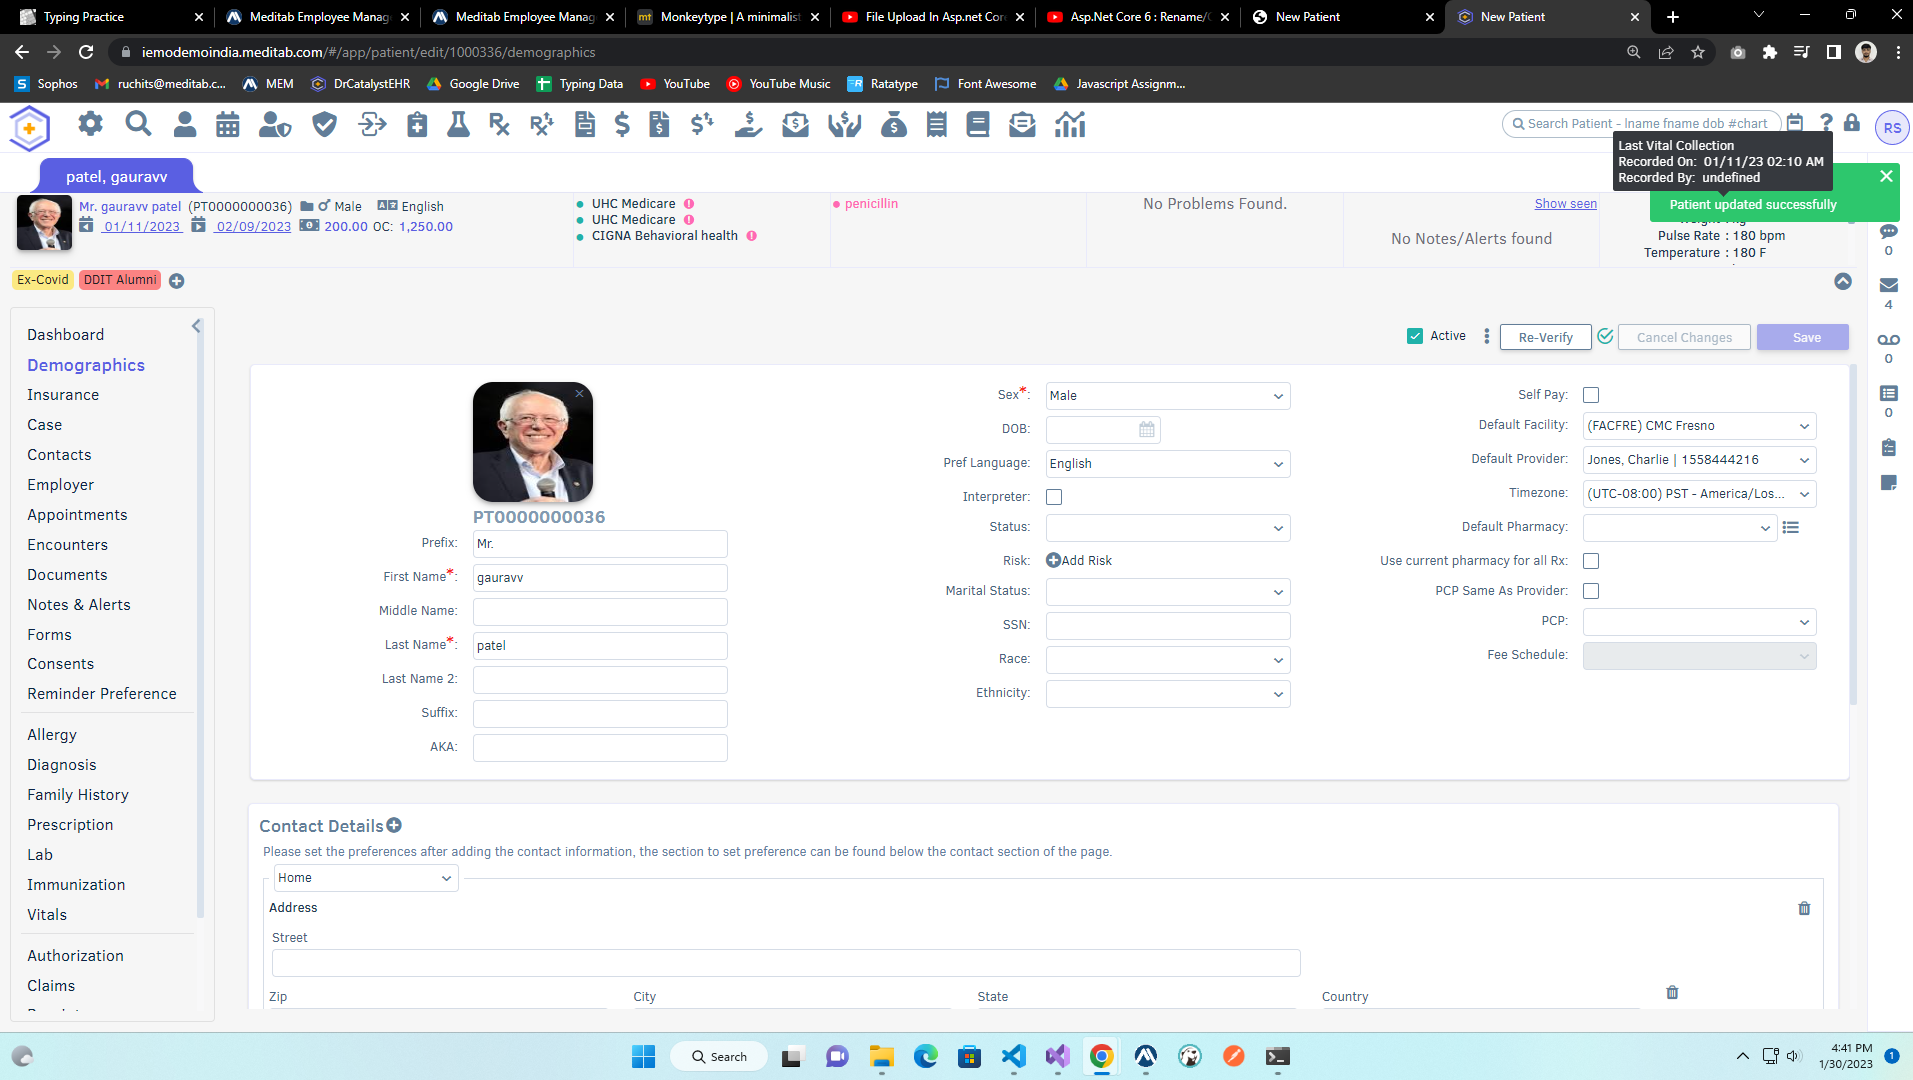 Typing Practice
Meditab Employee Manag
Meditab Employee Manag
mt Monkeytype | A minimalist
File Upload In Asp.net Cor
Asp.Net Core 6 : Rename/
New Patient
New Patient
iemodemoindia.meditab.com/#/app/patient/edit/1000336/demographics
S Sophos
ruchits@meditab.c...
MEM
DrCatalystEHR
Google Drive
Typing Data
YouTube
YouTube Music
Ratatype
Font Awesome
Javascript Assignm...
Search Patient - lname fname dob #chart
RS
patel, gauravv
Last Vital Collection
Recorded On: 01/11/23 02:10 AM
Recorded By: undefined
Patient updated successfully
Mr. gauravv patel (PT0000000036) Male English
01/11/2023 02/09/2023 200.00 OC: 1,250.00
UHC Medicare
UHC Medicare
CIGNA Behavioral health
penicillin
No Problems Found.
Show seen
No Notes/Alerts found
Pulse Rate : 180 bpm
Temperature : 180 F
0
4
0
0
Ex-Covid DDIT Alumni
Dashboard
Demographics
Insurance
Case
Contacts
Employer
Appointments
Encounters
Documents
Notes & Alerts
Forms
Consents
Reminder Preference
Allergy
Diagnosis
Family History
Prescription
Lab
Immunization
Vitals
Authorization
Claims
Active
Re-Verify
Cancel Changes
Save
PT0000000036
Prefix: Mr.
First Name*: gauravv
Middle Name:
Last Name*: patel
Last Name 2:
Suffix:
AKA:
Sex*: Male
DOB:
Pref Language: English
Interpreter:
Status:
Risk: Add Risk
Marital Status:
SSN:
Race:
Ethnicity:
Self Pay:
Default Facility: (FACFRE) CMC Fresno
Default Provider: Jones, Charlie | 1558444216
Timezone: (UTC-08:00) PST - America/Los...
Default Pharmacy:
Use current pharmacy for all Rx:
PCP Same As Provider:
PCP:
Fee Schedule:
Contact Details
Please set the preferences after adding the contact information, the section to set preference can be found below the contact section of the page.
Home
Address
Street
Zip
City
State
Country
Search
4:41 PM
1/30/2023
1